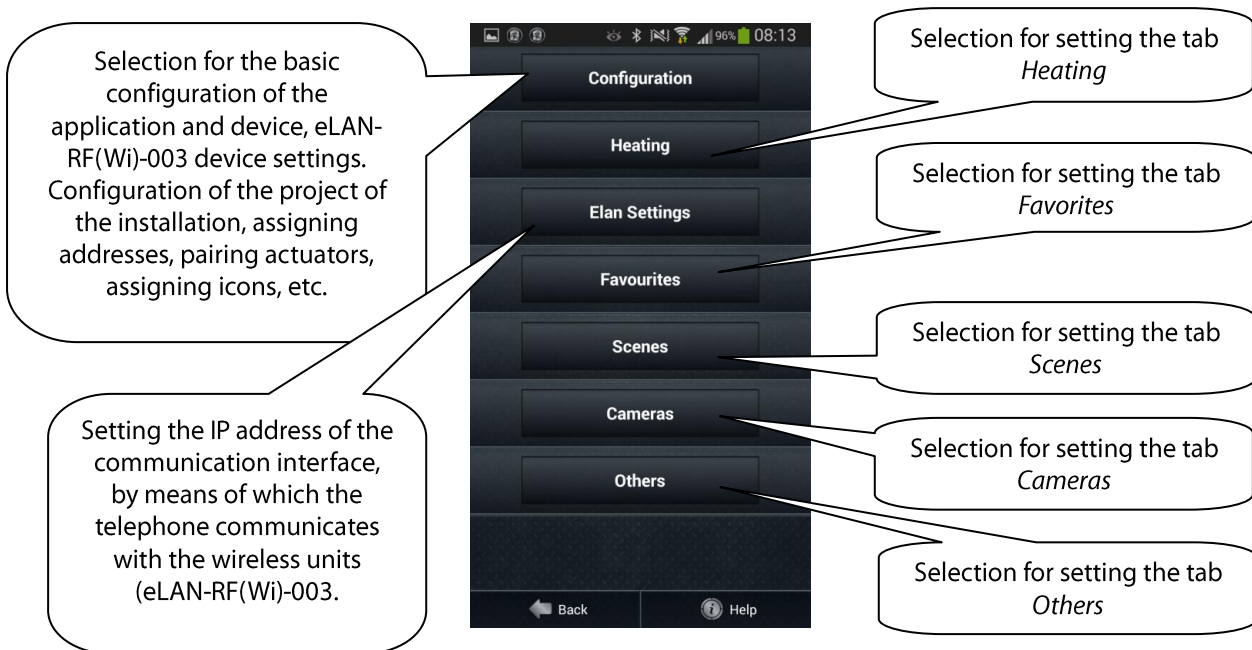 Selection for the basic
configuration of the
application and device, eLAN-
RF(Wi)-003 device settings.
Configuration of the project of
the installation, assigning
addresses, pairing actuators,
assigning icons, etc.
Setting the IP address of the
communication interface,
by means of which the
telephone communicates
with the wireless units
(eLAN-RF(Wi)-003.
96% 08:13
Configuration
Heating
Elan Settings
Favourites
Scenes
Cameras
Others
Back
Help
Selection for setting the tab
Heating
Selection for setting the tab
Favorites
Selection for setting the tab
Scenes
Selection for setting the tab
Cameras
Selection for setting the tab
Others